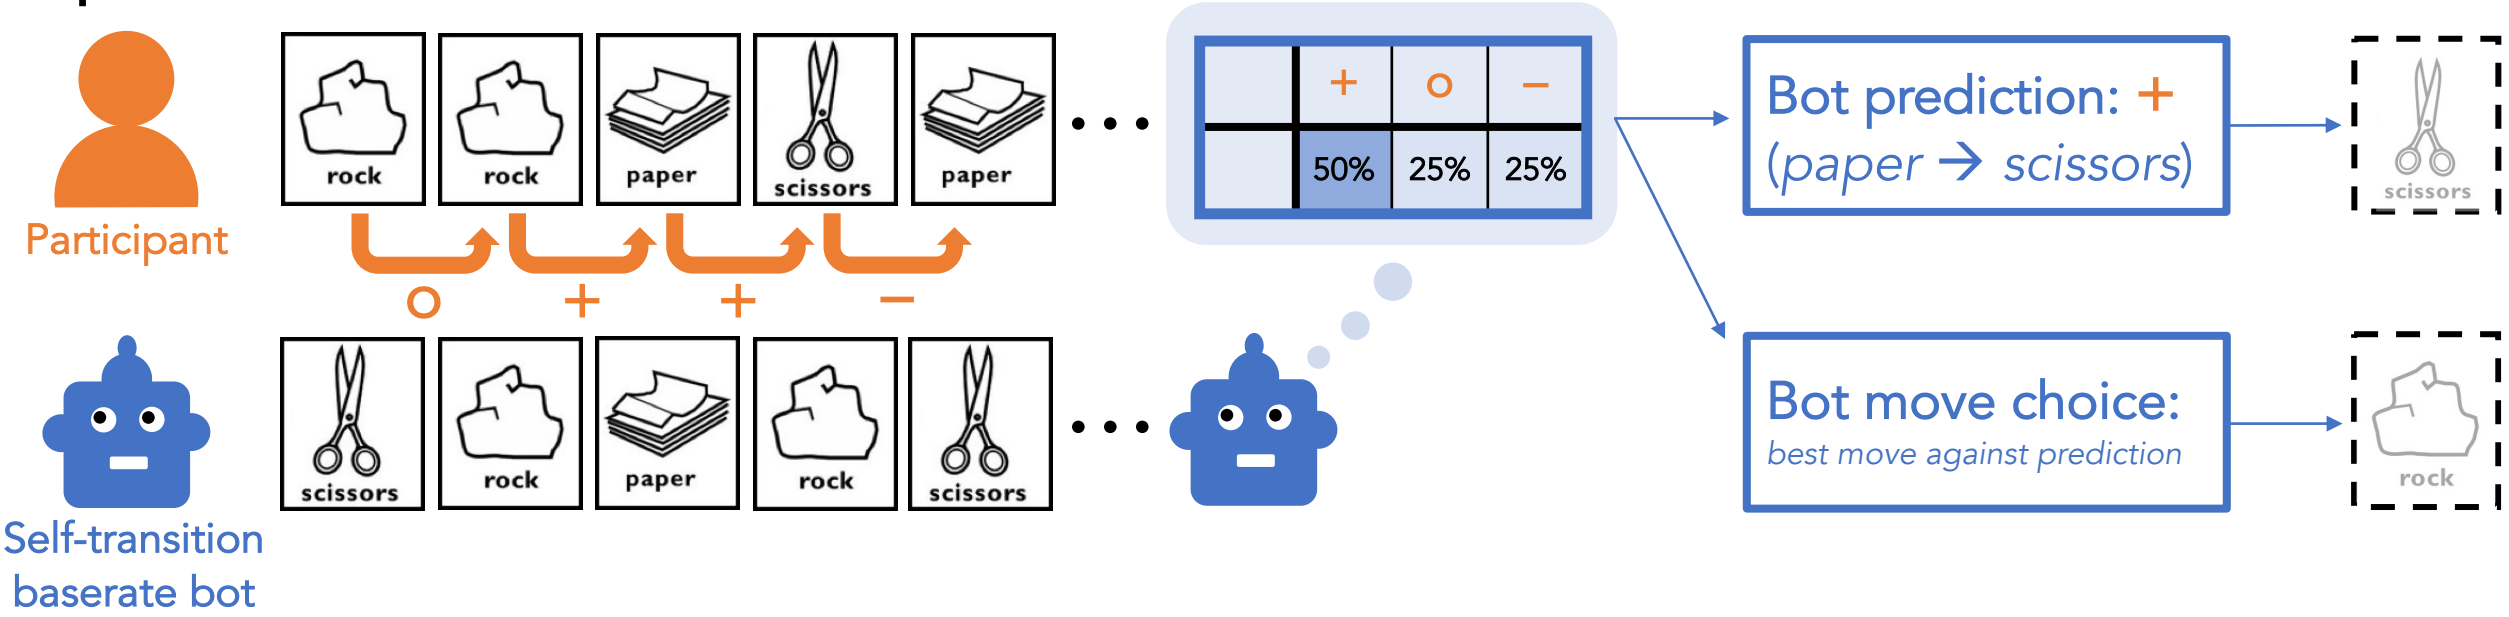 rock
rock
paper
scissors
paper
Participant
o + + −
+ o −
50% 25% 25%
Bot prediction: +
(paper → scissors)
scissors
Self-transition
baserate bot
scissors
rock
paper
rock
scissors
Bot move choice:
best move against prediction
rock